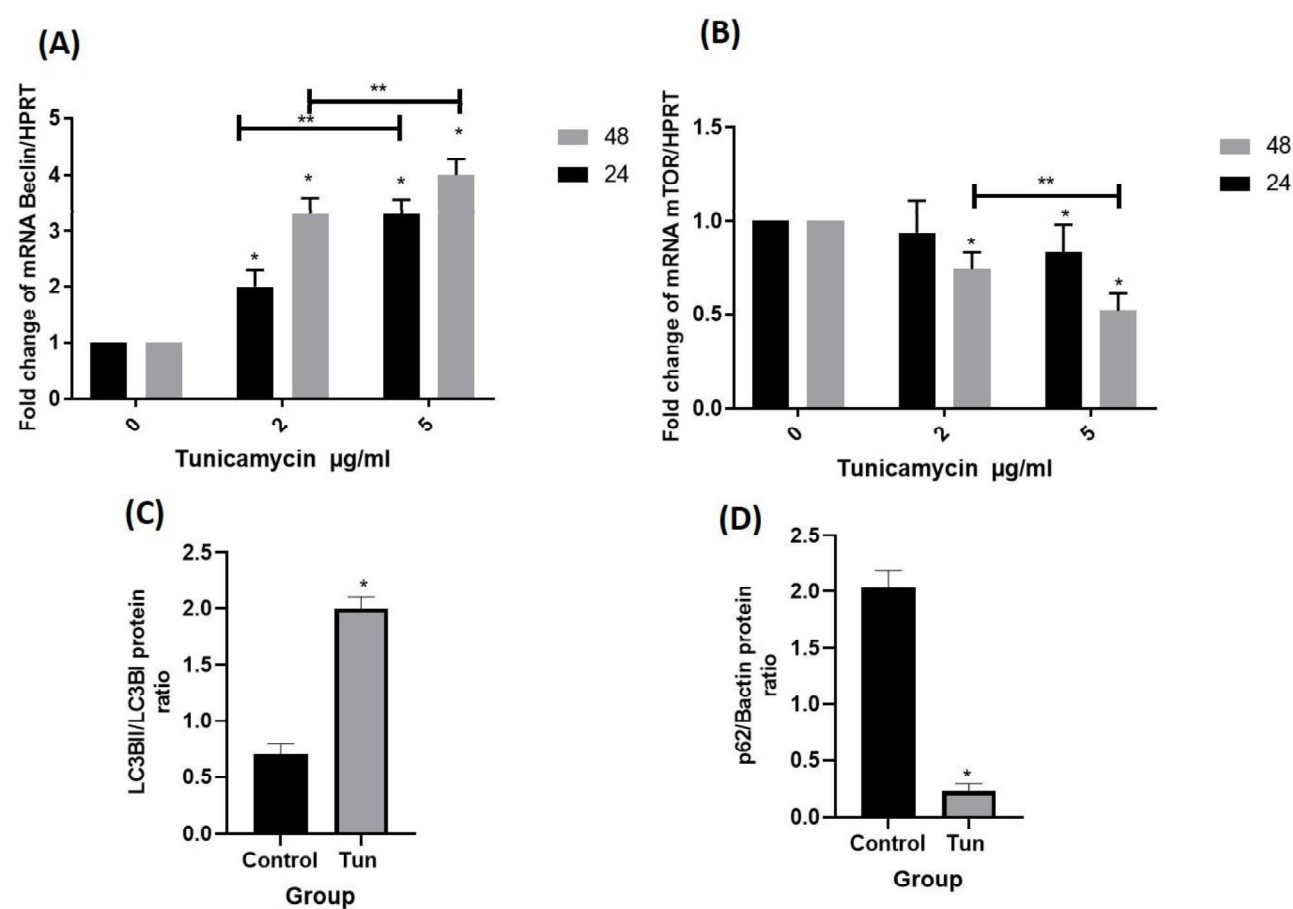 (A)
Fold change of mRNA Beclin/HPRT
5
4
3
2
1
0
**
**
*
*
*
*
48
24
0
2
5
Tunicamycin µg/ml
(B)
Fold change of mRNA mTOR/HPRT
1.5
1.0
0.5
0.0
**
*
*
*
48
24
0
2
5
Tunicamycin µg/ml
(C)
LC3BII/LC3BI protein
ratio
2.5
2.0
1.5
1.0
0.5
0.0
*
Control Tun
Group
(D)
p62/Bactin protein
ratio
2.5
2.0
1.5
1.0
0.5
0.0
*
Control Tun
Group